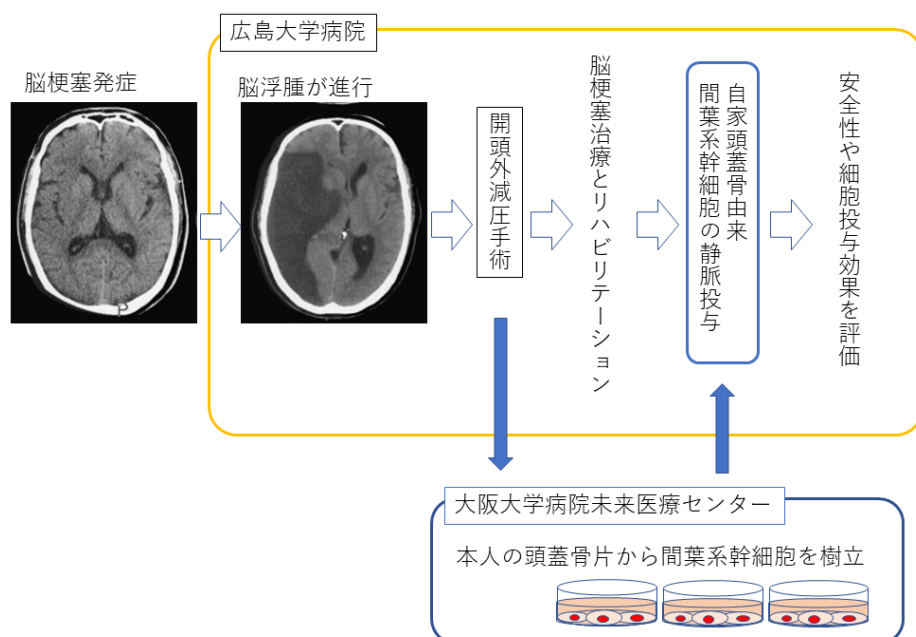 広島大学病院
脳梗塞発症
脳浮腫が進行
開頭外減圧手術
脳梗塞治療とリハビリテーション
自家頭蓋骨由来
間葉系幹細胞の静脈投与
安全性や細胞投与効果を評価
P
大阪大学病院未来医療センター
本人の頭蓋骨片から間葉系幹細胞を樹立